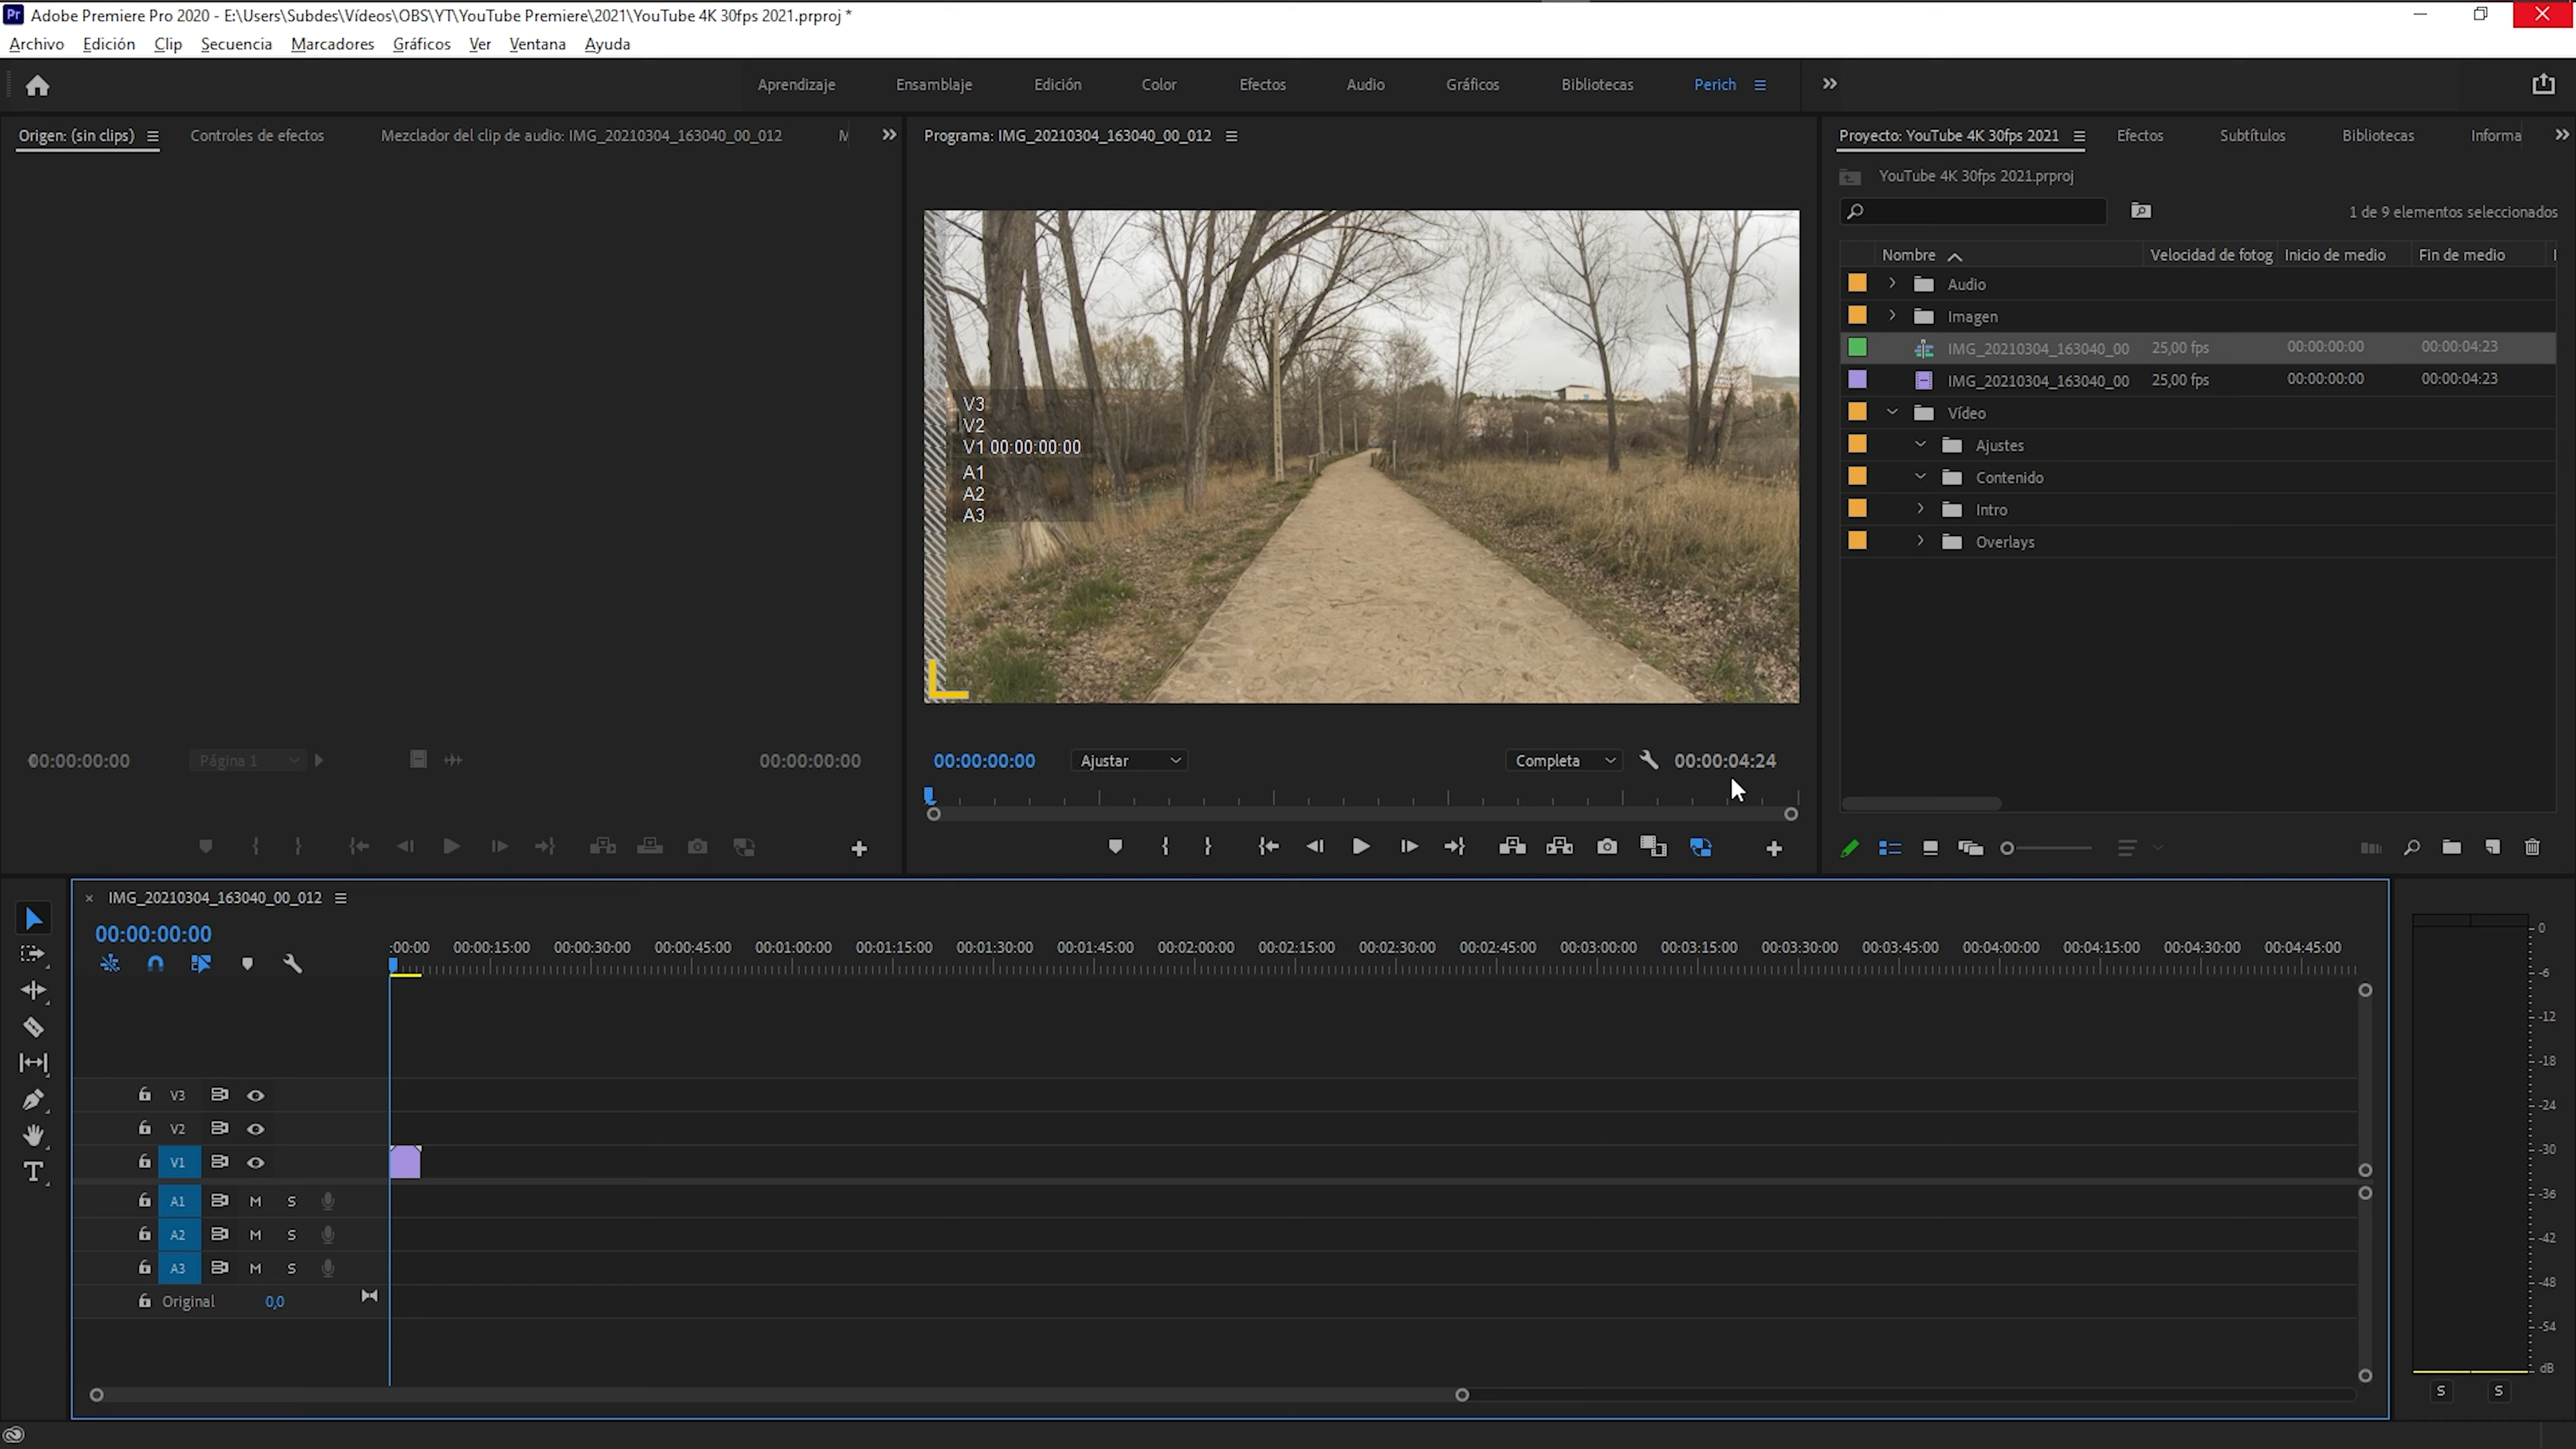 Adobe Premiere Pro 2020 - E:\Users\Subdes\Vídeos\OBS\YT\YouTube Premiere\2021\YouTube 4K 30fps 2021.prproj *
Archivo Edición Clip Secuencia Marcadores Gráficos Ver Ventana Ayuda
Aprendizaje Ensamblaje Edición Color Efectos Audio Gráficos Bibliotecas Perich
Origen: (sin clips) Controles de efectos Mezclador del clip de audio: IMG_20210304_163040_00_012 M
Programa: IMG_20210304_163040_00_012
Proyecto: YouTube 4K 30fps 2021 Efectos Subtítulos Bibliotecas Informa
YouTube 4K 30fps 2021.prproj
1 de 9 elementos seleccionados
Nombre Velocidad de fotog Inicio de medio Fin de medio
Audio
Imagen
IMG_20210304_163040_00 25,00 fps 00:00:00:00 00:00:04:23
IMG_20210304_163040_00 25,00 fps 00:00:00:00 00:00:04:23
Vídeo
Ajustes
Contenido
Intro
Overlays
V3
V2
V1 00:00:00:00
A1
A2
A3
00:00:00:00 Página 1 00:00:00:00
00:00:00:00 Ajustar Completa 00:00:04:24
IMG_20210304_163040_00_012
00:00:00:00
:00:00 00:00:15:00 00:00:30:00 00:00:45:00 00:01:00:00 00:01:15:00 00:01:30:00 00:01:45:00 00:02:00:00 00:02:15:00 00:02:30:00 00:02:45:00 00:03:00:00 00:03:15:00 00:03:30:00 00:03:45:00 00:04:00:00 00:04:15:00 00:04:30:00 00:04:45:00
V3
V2
V1
A1 M S
A2 M S
A3 M S
Original 0,0
0
-6
-12
-18
-24
-30
-36
-42
-48
-54
dB
S S